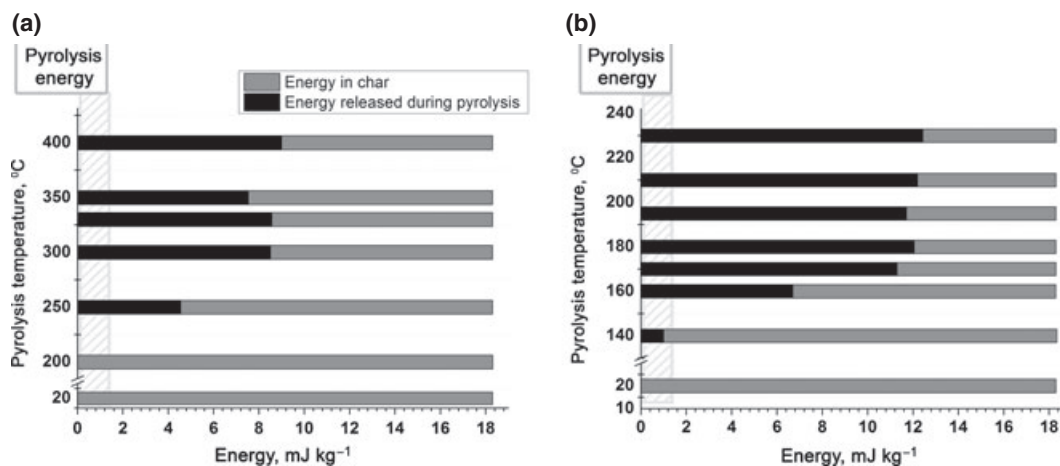 (a)
Pyrolysis
energy
Energy in char
Energy released during pyrolysis
Pyrolysis temperature, ⁰C
400
350
300
250
200
20
0 2 4 6 8 10 12 14 16 18
Energy, mJ kg⁻¹
(b)
Pyrolysis
energy
Pyrolysis temperature, ⁰C
240
220
200
180
160
140
20
10
0 2 4 6 8 10 12 14 16 18
Energy, mJ kg⁻¹